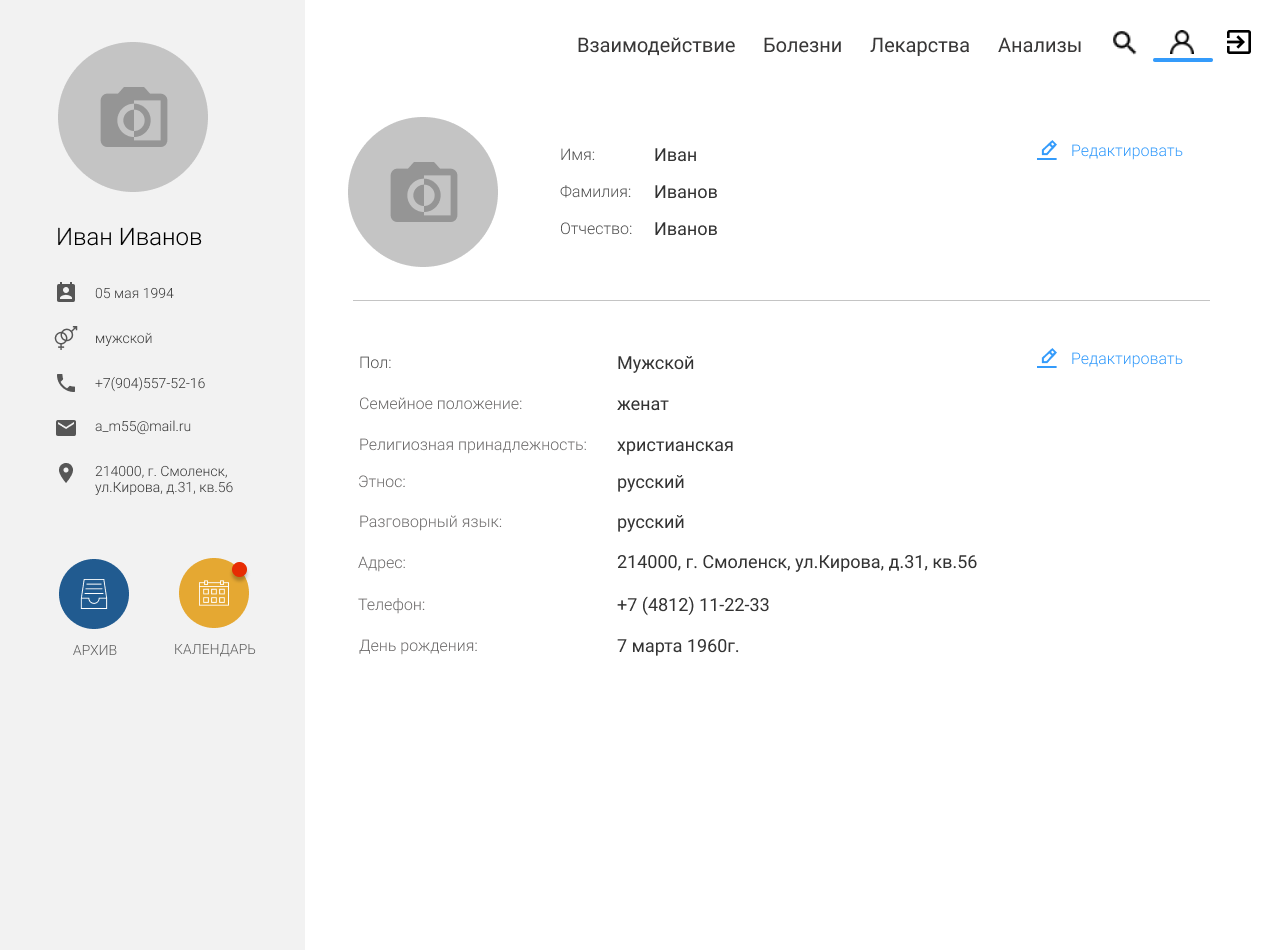 Взаимодействие Болезни Лекарства Анализы
Иван Иванов
05 мая 1994
мужской
+7(904)557-52-16
a_m55@mail.ru
214000, г. Смоленск,
ул.Кирова, д.31, кв.56
АРХИВ КАЛЕНДАРЬ
Имя: Иван Редактировать
Фамилия: Иванов
Отчество: Иванов
Пол: Мужской Редактировать
Семейное положение: женат
Религиозная принадлежность: христианская
Этнос: русский
Разговорный язык: русский
Адрес: 214000, г. Смоленск, ул.Кирова, д.31, кв.56
Телефон: +7 (4812) 11-22-33
День рождения: 7 марта 1960г.